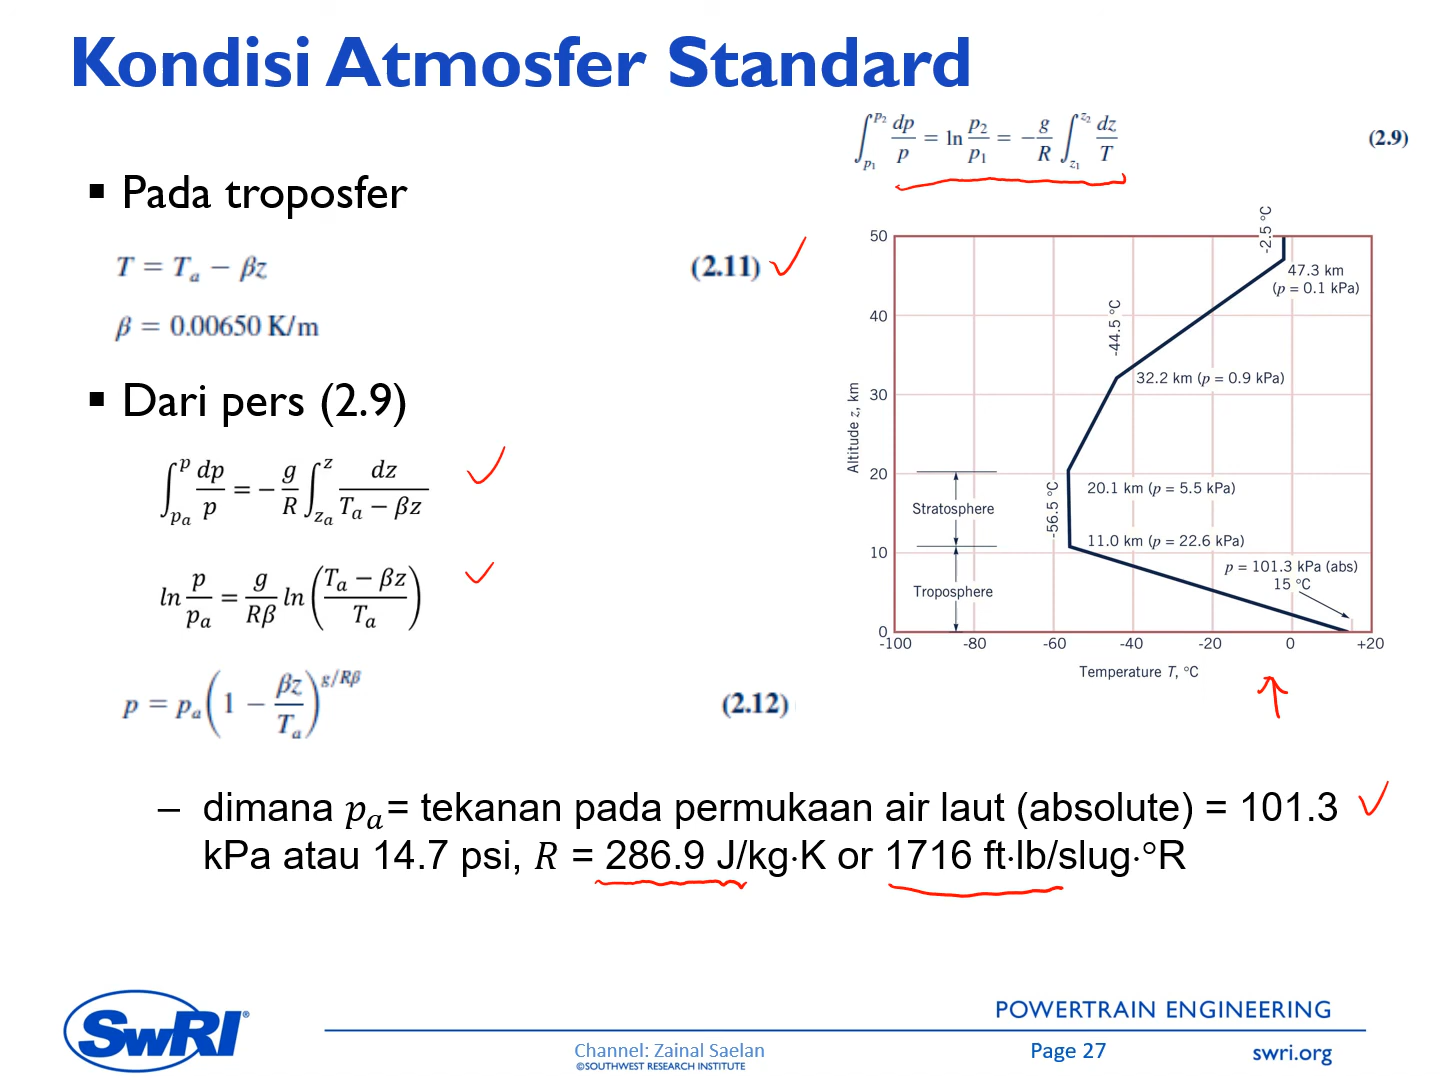 Kondisi Atmosfer Standard
∫_{p₁}^{p₂} dp/p = ln p₂/p₁ = − g/R ∫_{z₁}^{z₂} dz/T (2.9)
▪ Pada troposfer
T = Tₐ − βz (2.11)
β = 0.00650 K/m
▪ Dari pers (2.9)
∫_{pₐ}^{p} dp/p = − g/R ∫_{zₐ}^{z} dz/(Tₐ − βz)
ln p/pₐ = g/Rβ ln ((Tₐ − βz)/Tₐ)
p = pₐ(1 − βz/Tₐ)^{g/Rβ} (2.12)
50
40
30
20
10
0
Altitude z, km
-100 -80 -60 -40 -20 0 +20
Temperature T, °C
-2.5 °C
47.3 km
(p = 0.1 kPa)
-44.5 °C
32.2 km (p = 0.9 kPa)
20.1 km (p = 5.5 kPa)
-56.5 °C
Stratosphere
11.0 km (p = 22.6 kPa)
p = 101.3 kPa (abs)
15 °C
Troposphere
– dimana pₐ= tekanan pada permukaan air laut (absolute) = 101.3
kPa atau 14.7 psi, R = 286.9 J/kg·K or 1716 ft·lb/slug·°R
SwRI®
POWERTRAIN ENGINEERING
Channel: Zainal Saelan
©SOUTHWEST RESEARCH INSTITUTE
Page 27
swri.org